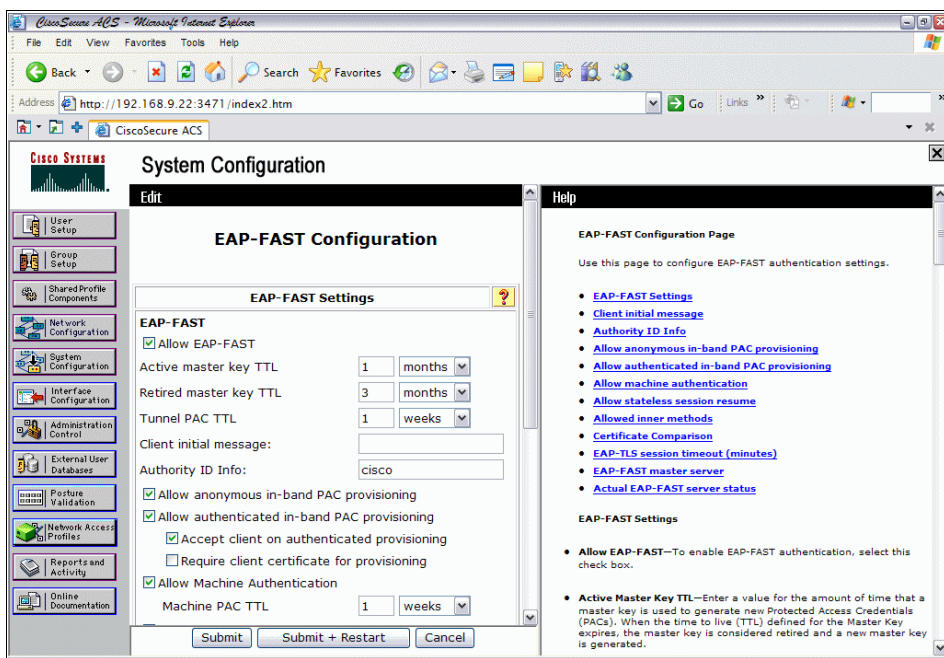 CiscoSecure ACS - Microsoft Internet Explorer
File Edit View Favorites Tools Help
Back Search Favorites
Address http://192.168.9.22:3471/index2.htm Go Links »
CiscoSecure ACS
CISCO SYSTEMS
System Configuration
User Setup
Group Setup
Shared Profile Components
Network Configuration
System Configuration
Interface Configuration
Administration Control
External User Databases
Posture Validation
Network Access Profiles
Reports and Activity
Online Documentation
Edit
EAP-FAST Configuration
EAP-FAST Settings ?
EAP-FAST
Allow EAP-FAST
Active master key TTL 1 months
Retired master key TTL 3 months
Tunnel PAC TTL 1 weeks
Client initial message:
Authority ID Info: cisco
Allow anonymous in-band PAC provisioning
Allow authenticated in-band PAC provisioning
Accept client on authenticated provisioning
Require client certificate for provisioning
Allow Machine Authentication
Machine PAC TTL 1 weeks
Submit Submit + Restart Cancel
Help
EAP-FAST Configuration Page
Use this page to configure EAP-FAST authentication settings.
• EAP-FAST Settings
• Client initial message
• Authority ID Info
• Allow anonymous in-band PAC provisioning
• Allow authenticated in-band PAC provisioning
• Allow machine authentication
• Allow stateless session resume
• Allowed inner methods
• Certificate Comparison
• EAP-TLS session timeout (minutes)
• EAP-FAST master server
• Actual EAP-FAST server status
EAP-FAST Settings
• Allow EAP-FAST—To enable EAP-FAST authentication, select this
check box.
• Active Master Key TTL—Enter a value for the amount of time that a
master key is used to generate new Protected Access Credentials
(PACs). When the time to live (TTL) defined for the Master Key
expires, the master key is considered retired and a new master key
is generated.